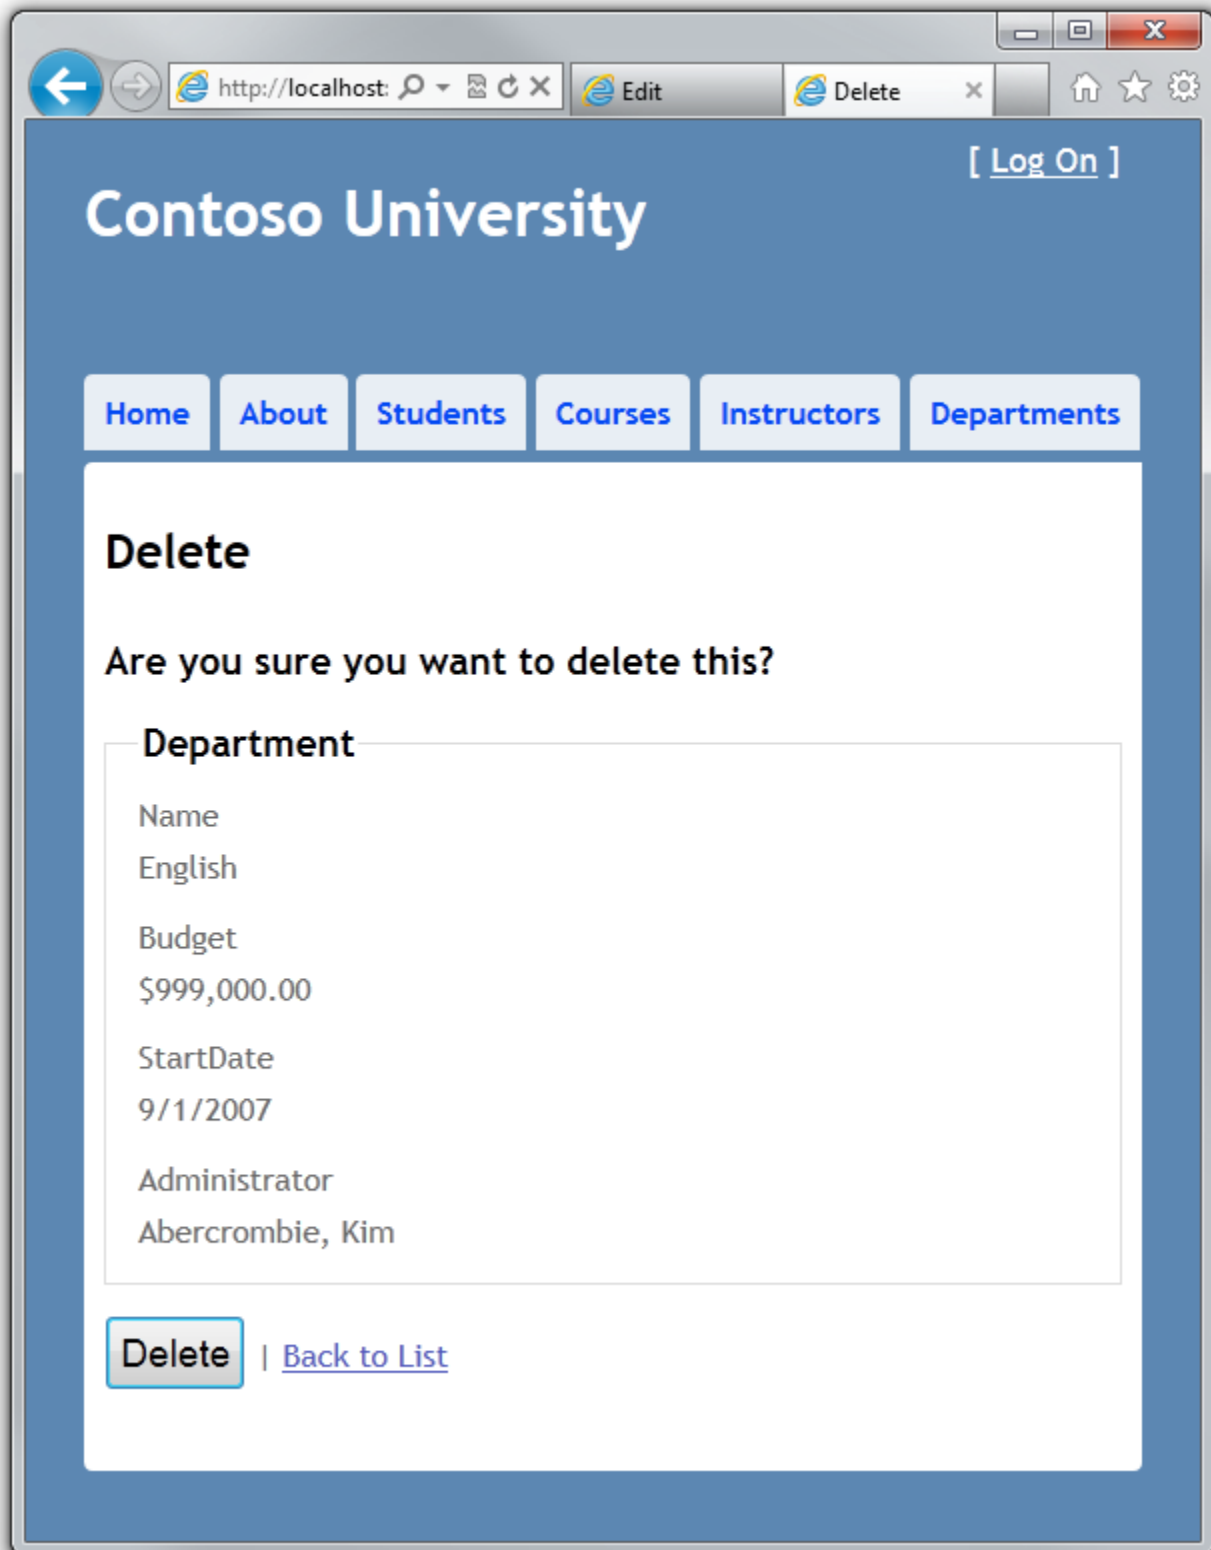 http://localhost:
Edit
Delete
[ Log On ]
Contoso University
Home About Students Courses Instructors Departments
Delete
Are you sure you want to delete this?
Department
Name
English
Budget
$999,000.00
StartDate
9/1/2007
Administrator
Abercrombie, Kim
Delete | Back to List